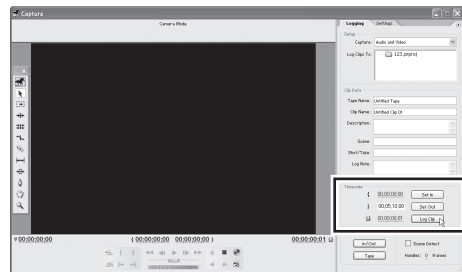 Capture
Camera Mode
Logging Settings
Setup
Capture: Audio and Video
Log Clips To: 123.prproj
Clip Data
Tape Name: Untitled Tape
Clip Name: Untitled Clip 01
Description:
Scene:
Shot/Take:
Log Note:
Timecode
{ 00;00;00;00 Set In
} 00;05;10;00 Set Out
{} 00;00;00;01 Log Clip
00;00;00;00 { 00;00;00;00 00;00;00;00 } 00;00;00;01 {}
In/Out Scene Detect
Tape Handles: 0 frames